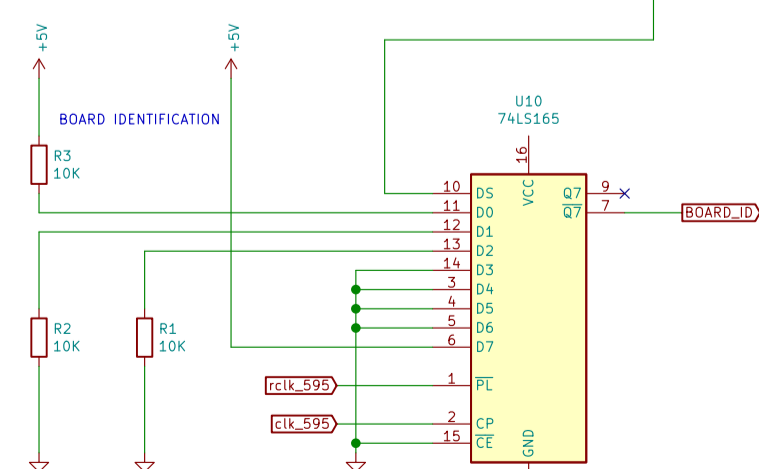 +5V
+5V
BOARD IDENTIFICATION
U10
74LS165
R3
10K
16
VCC
10 DS
Q7 9
11 D0
Q7 7
BOARD_ID
12 D1
13 D2
14 D3
3 D4
4 D5
5 D6
6 D7
R2
10K
R1
10K
rclk_595
1 PL
clk_595
2 CP
15 CE
GND